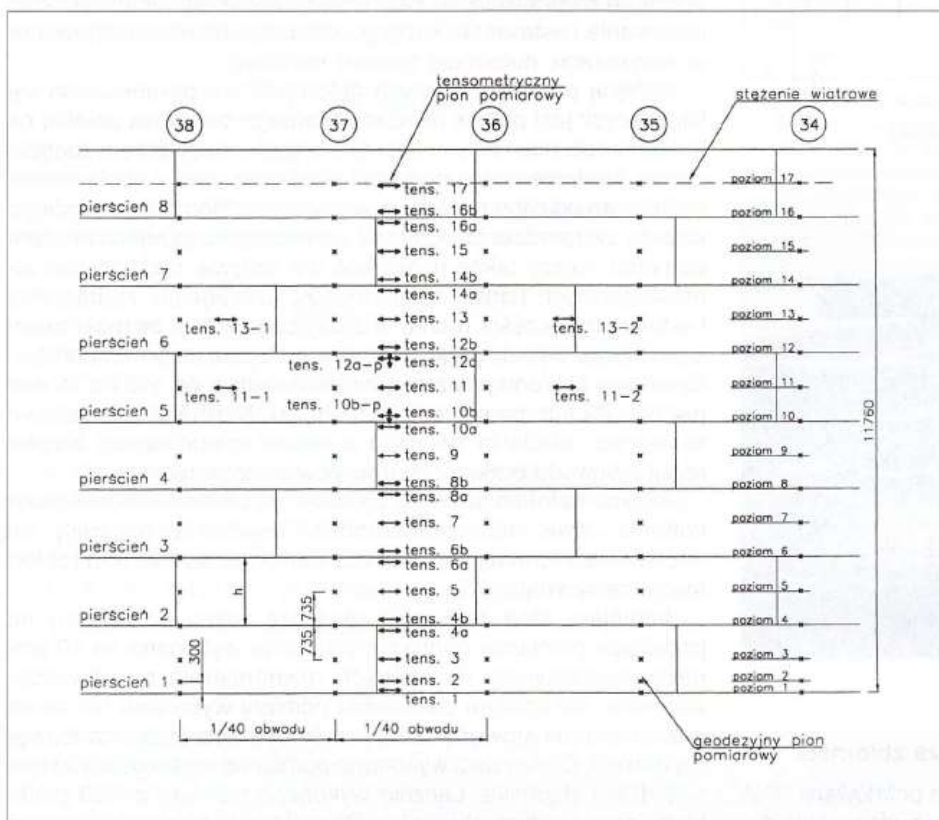 tensometryczny
pion pomiarowy
stężenie wiatrowe
38
37
36
35
34
tens. 17
poziom 17
pierścień 8
tens. 16b
poziom 16
tens. 16a
tens. 15
poziom 15
pierścień 7
tens. 14b
poziom 14
tens. 14a
tens. 13-1
tens. 13
tens. 13-2
poziom 13
pierścień 6
tens. 12b
poziom 12
tens. 12a-p
tens. 12a
tens. 11-1
tens. 11
tens. 11-2
poziom 11
pierścień 5
tens. 10b-p
tens. 10b
poziom 10
tens. 10a
tens. 9
poziom 9
pierścień 4
tens. 8b
poziom 8
tens. 8a
tens. 7
poziom 7
pierścień 3
tens. 6b
poziom 6
tens. 6a
h
tens. 5
poziom 5
pierścień 2
735
tens. 4b
poziom 4
tens. 4a
735
tens. 3
poziom 3
300
pierścień 1
tens. 2
poziom 2
poziom 1
tens. 1
11760
1/40 obwodu
1/40 obwodu
geodezyjny pion
pomiarowy